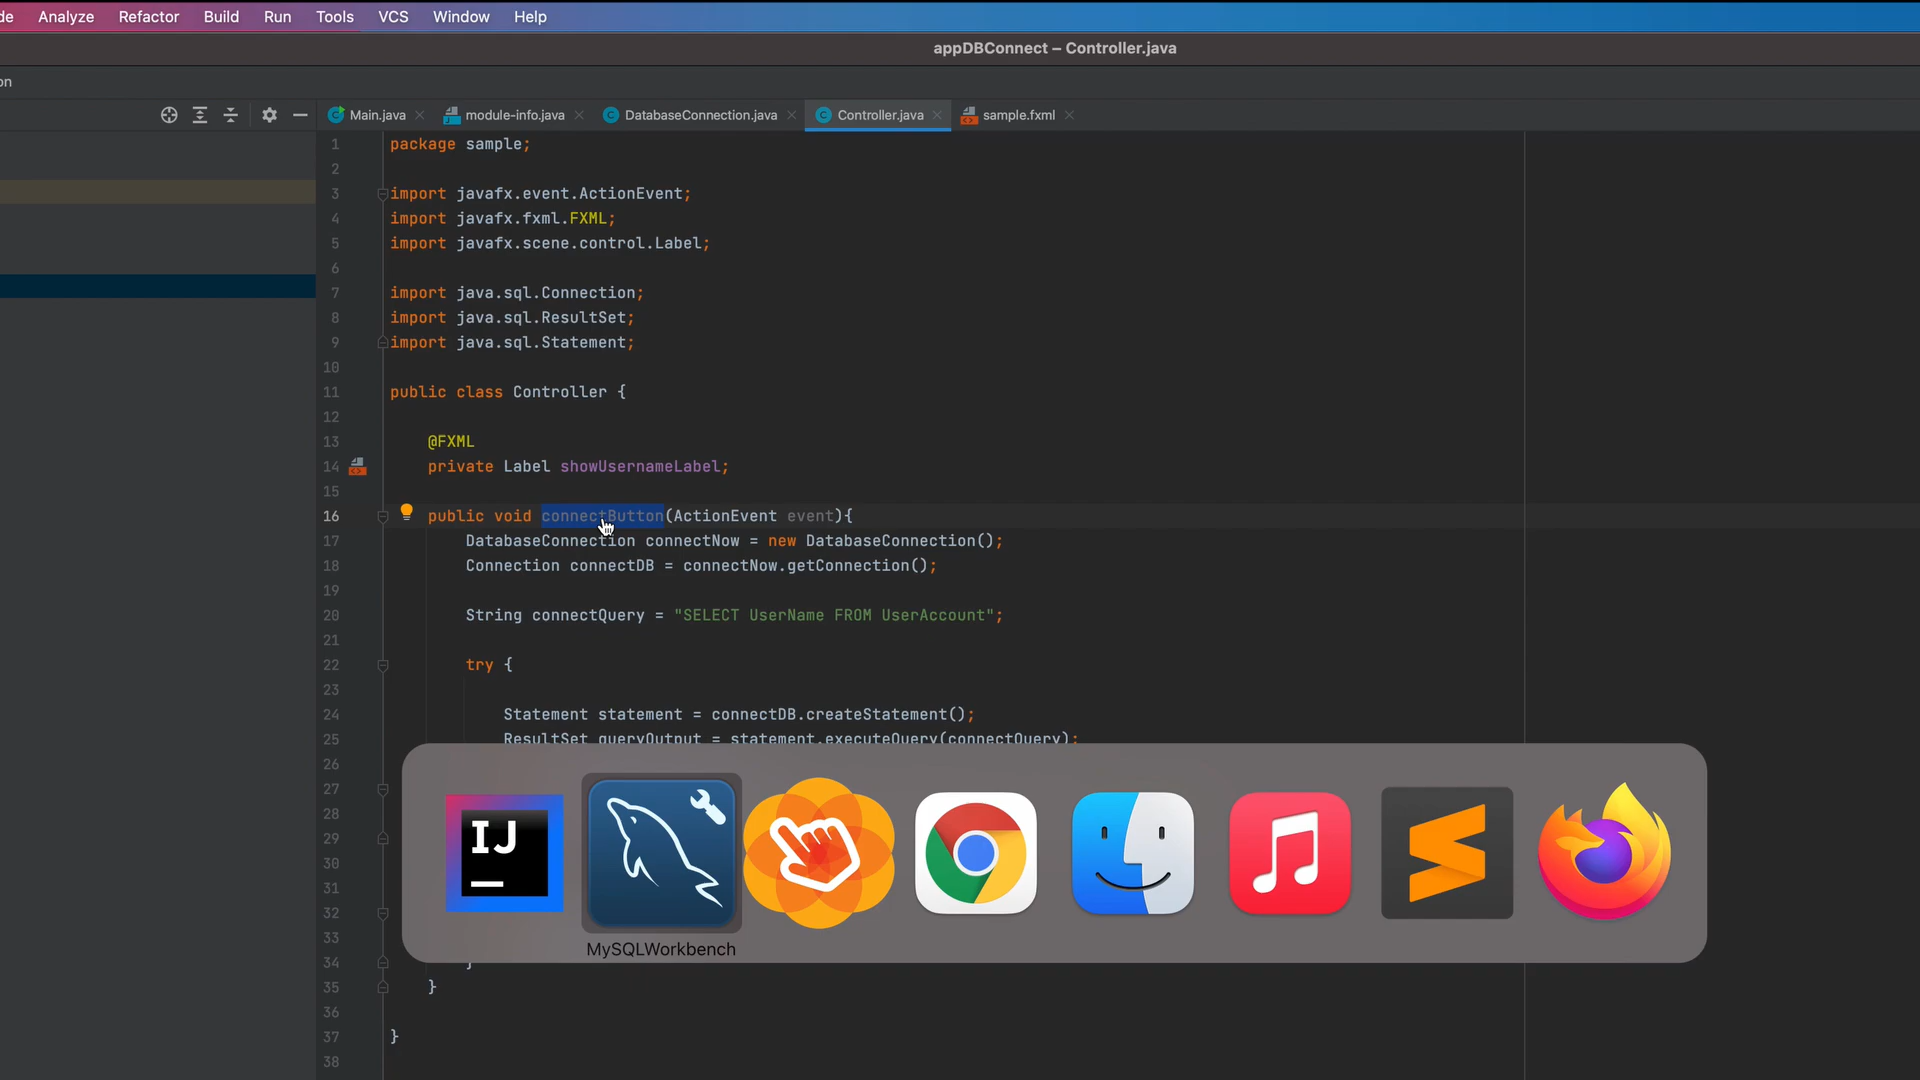 de Analyze Refactor Build Run Tools VCS Window Help
appDBConnect – Controller.java
on
Main.java module-info.java DatabaseConnection.java Controller.java sample.fxml
1 package sample;
2
3 import javafx.event.ActionEvent;
4 import javafx.fxml.FXML;
5 import javafx.scene.control.Label;
6
7 import java.sql.Connection;
8 import java.sql.ResultSet;
9 import java.sql.Statement;
10
11 public class Controller {
12
13 @FXML
14 private Label showUsernameLabel;
15
16 public void connectButton(ActionEvent event){
17 DatabaseConnection connectNow = new DatabaseConnection();
18 Connection connectDB = connectNow.getConnection();
19
20 String connectQuery = "SELECT UserName FROM UserAccount";
21
22 try {
23
24 Statement statement = connectDB.createStatement();
25 ResultSet queryOutput = statement.executeQuery(connectQuery);
26
27
28
29
30
31
32
33
34 }
35 }
36
37 }
38
IJ
MySQLWorkbench